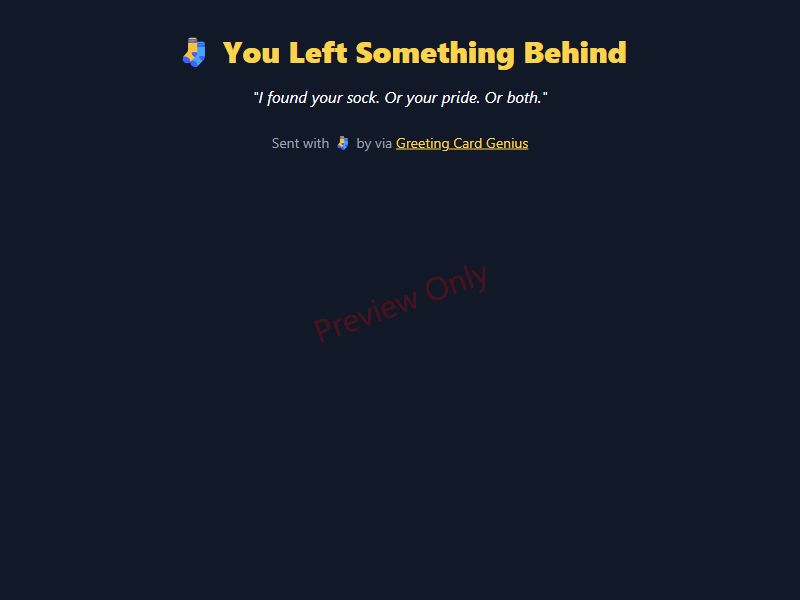 🧦 You Left Something Behind
"I found your sock. Or your pride. Or both."
Sent with 🧦 by via Greeting Card Genius
Preview Only